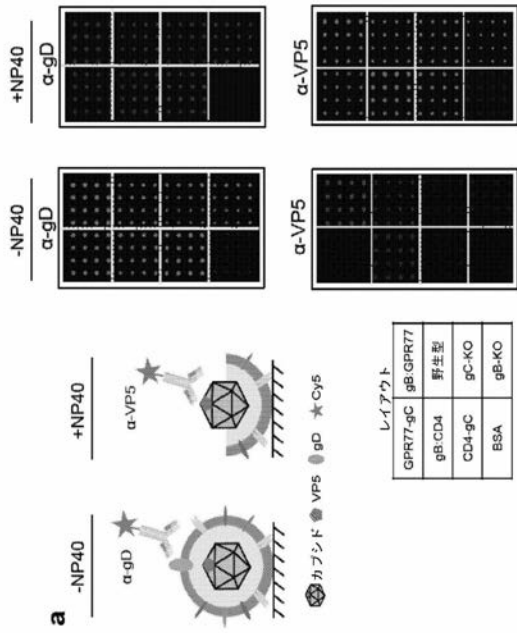 a
-NP40
+NP40
α-gD
α-VP5
カプシド VP5 gD Cy5
レイアウト
GPR77-gC gB:GPR77
gB:CD4 野生型
CD4-gC gC-KO
BSA gB-KO
-NP40
+NP40
α-gD
α-gD
α-VP5
α-VP5